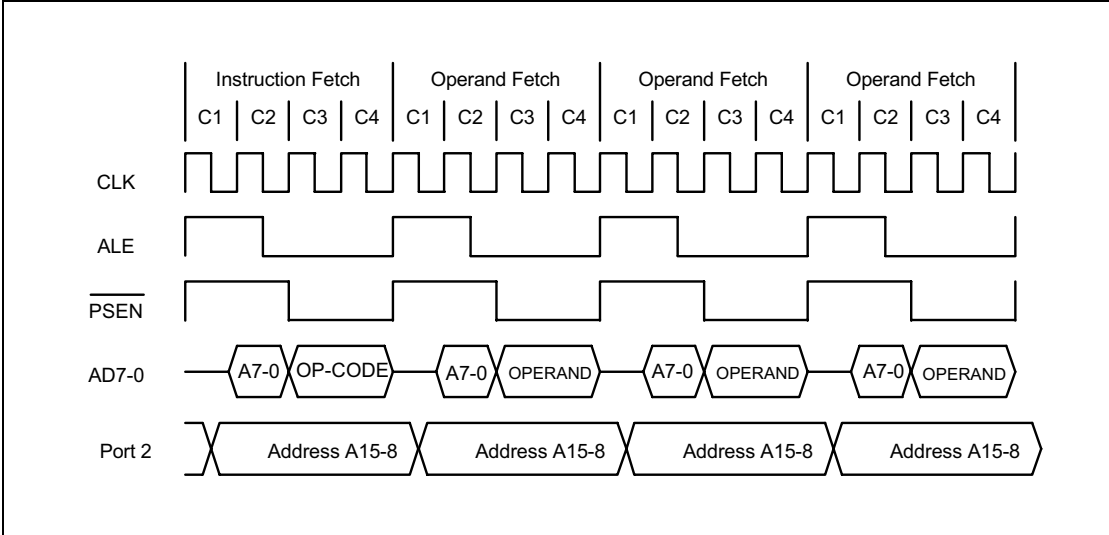 Instruction Fetch Operand Fetch Operand Fetch Operand Fetch
C1 C2 C3 C4 C1 C2 C3 C4 C1 C2 C3 C4 C1 C2 C3 C4
CLK
ALE
PSEN
AD7-0 A7-0 OP-CODE A7-0 OPERAND A7-0 OPERAND A7-0 OPERAND
Port 2 Address A15-8 Address A15-8 Address A15-8 Address A15-8